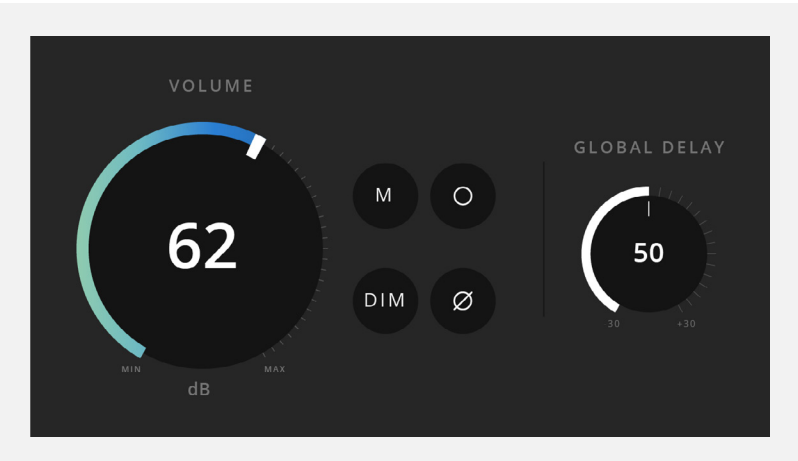 VOLUME
62
MIN
MAX
dB
M
DIM
Ø
GLOBAL DELAY
50
30
+30